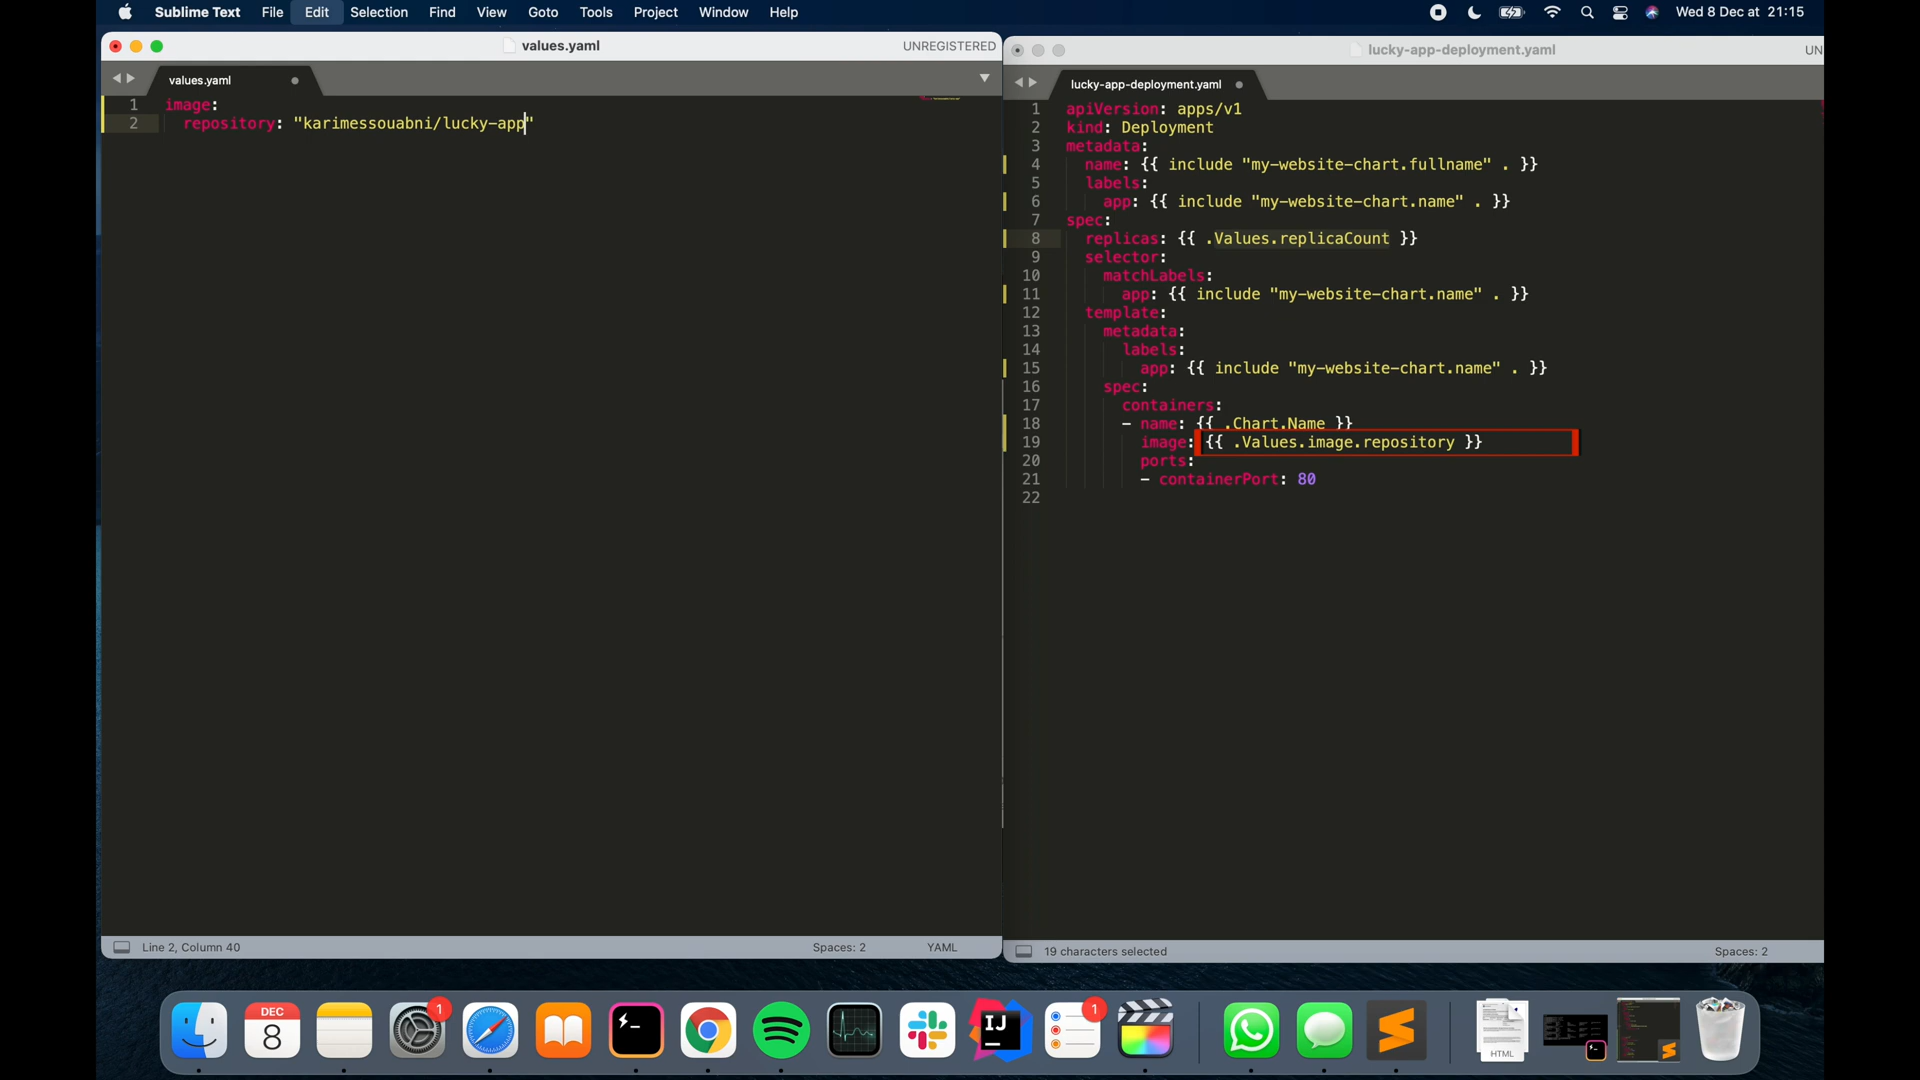 Sublime Text File Edit Selection Find View Goto Tools Project Window Help Wed 8 Dec at 21:15
values.yaml UNREGISTERED
values.yaml
1 image:
2 repository: "karimessouabni/lucky-app"
Line 2, Column 40 Spaces: 2 YAML
lucky-app-deployment.yaml UN
lucky-app-deployment.yaml
1 apiVersion: apps/v1
2 kind: Deployment
3 metadata:
4 name: {{ include "my-website-chart.fullname" . }}
5 labels:
6 app: {{ include "my-website-chart.name" . }}
7 spec:
8 replicas: {{ .Values.replicaCount }}
9 selector:
10 matchLabels:
11 app: {{ include "my-website-chart.name" . }}
12 template:
13 metadata:
14 labels:
15 app: {{ include "my-website-chart.name" . }}
16 spec:
17 containers:
18 - name: {{ .Chart.Name }}
19 image: {{ .Values.image.repository }}
20 ports:
21 - containerPort: 80
22
19 characters selected Spaces: 2
DEC
8
1
IJ
1
HTML